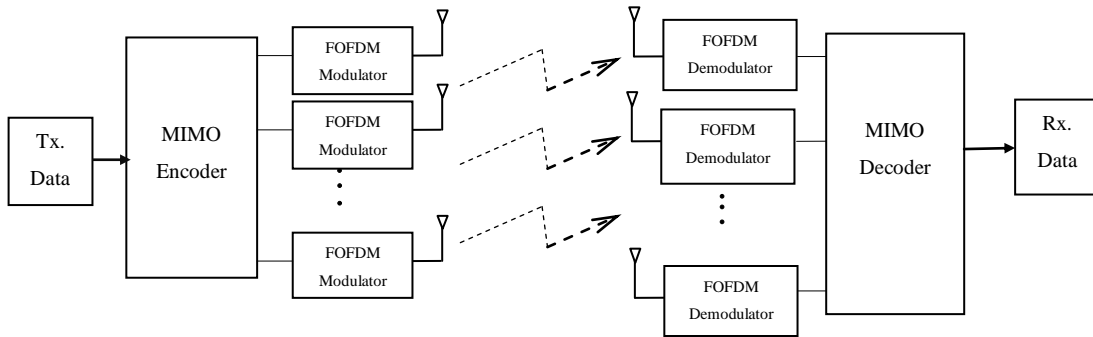 Tx.
Data
MIMO
Encoder
FOFDM
Modulator
FOFDM
Modulator
FOFDM
Modulator
FOFDM
Demodulator
FOFDM
Demodulator
FOFDM
Demodulator
MIMO
Decoder
Rx.
Data